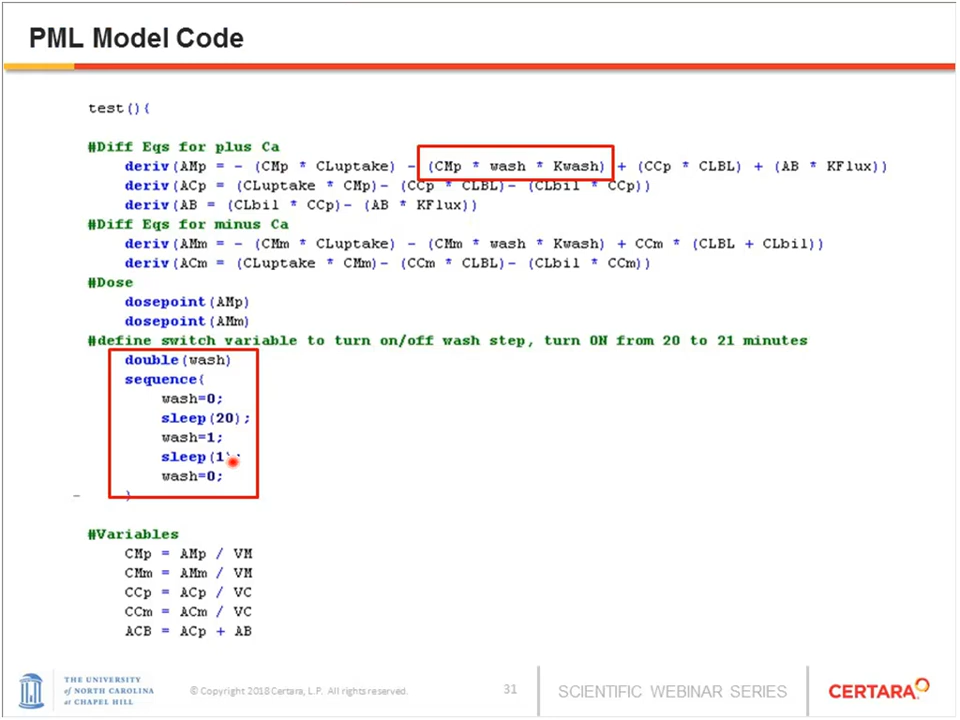 PML Model Code
test(){
#Diff Eqs for plus Ca
deriv(AMp = - (CMp * CLuptake) - (CMp * wash * Kwash) + (CCp * CLBL) + (AB * KFlux))
deriv(ACp = (CLuptake * CMp)- (CCp * CLBL)- (CLbil * CCp))
deriv(AB = (CLbil * CCp)- (AB * KFlux))
#Diff Eqs for minus Ca
deriv(AMm = - (CMm * CLuptake) - (CMm * wash * Kwash) + CCm * (CLBL + CLbil))
deriv(ACm = (CLuptake * CMm)- (CCm * CLBL)- (CLbil * CCm))
#Dose
dosepoint(AMp)
dosepoint(AMm)
#define switch variable to turn on/off wash step, turn ON from 20 to 21 minutes
double(wash)
sequence{
wash=0;
sleep(20);
wash=1;
sleep(1);
wash=0;
}
#Variables
CMp = AMp / VM
CMm = AMm / VM
CCp = ACp / VC
CCm = ACm / VC
ACB = ACp + AB
THE UNIVERSITY
of NORTH CAROLINA
at CHAPEL HILL
© Copyright 2018 Certara, L.P. All rights reserved.
31
SCIENTIFIC WEBINAR SERIES
CERTARA